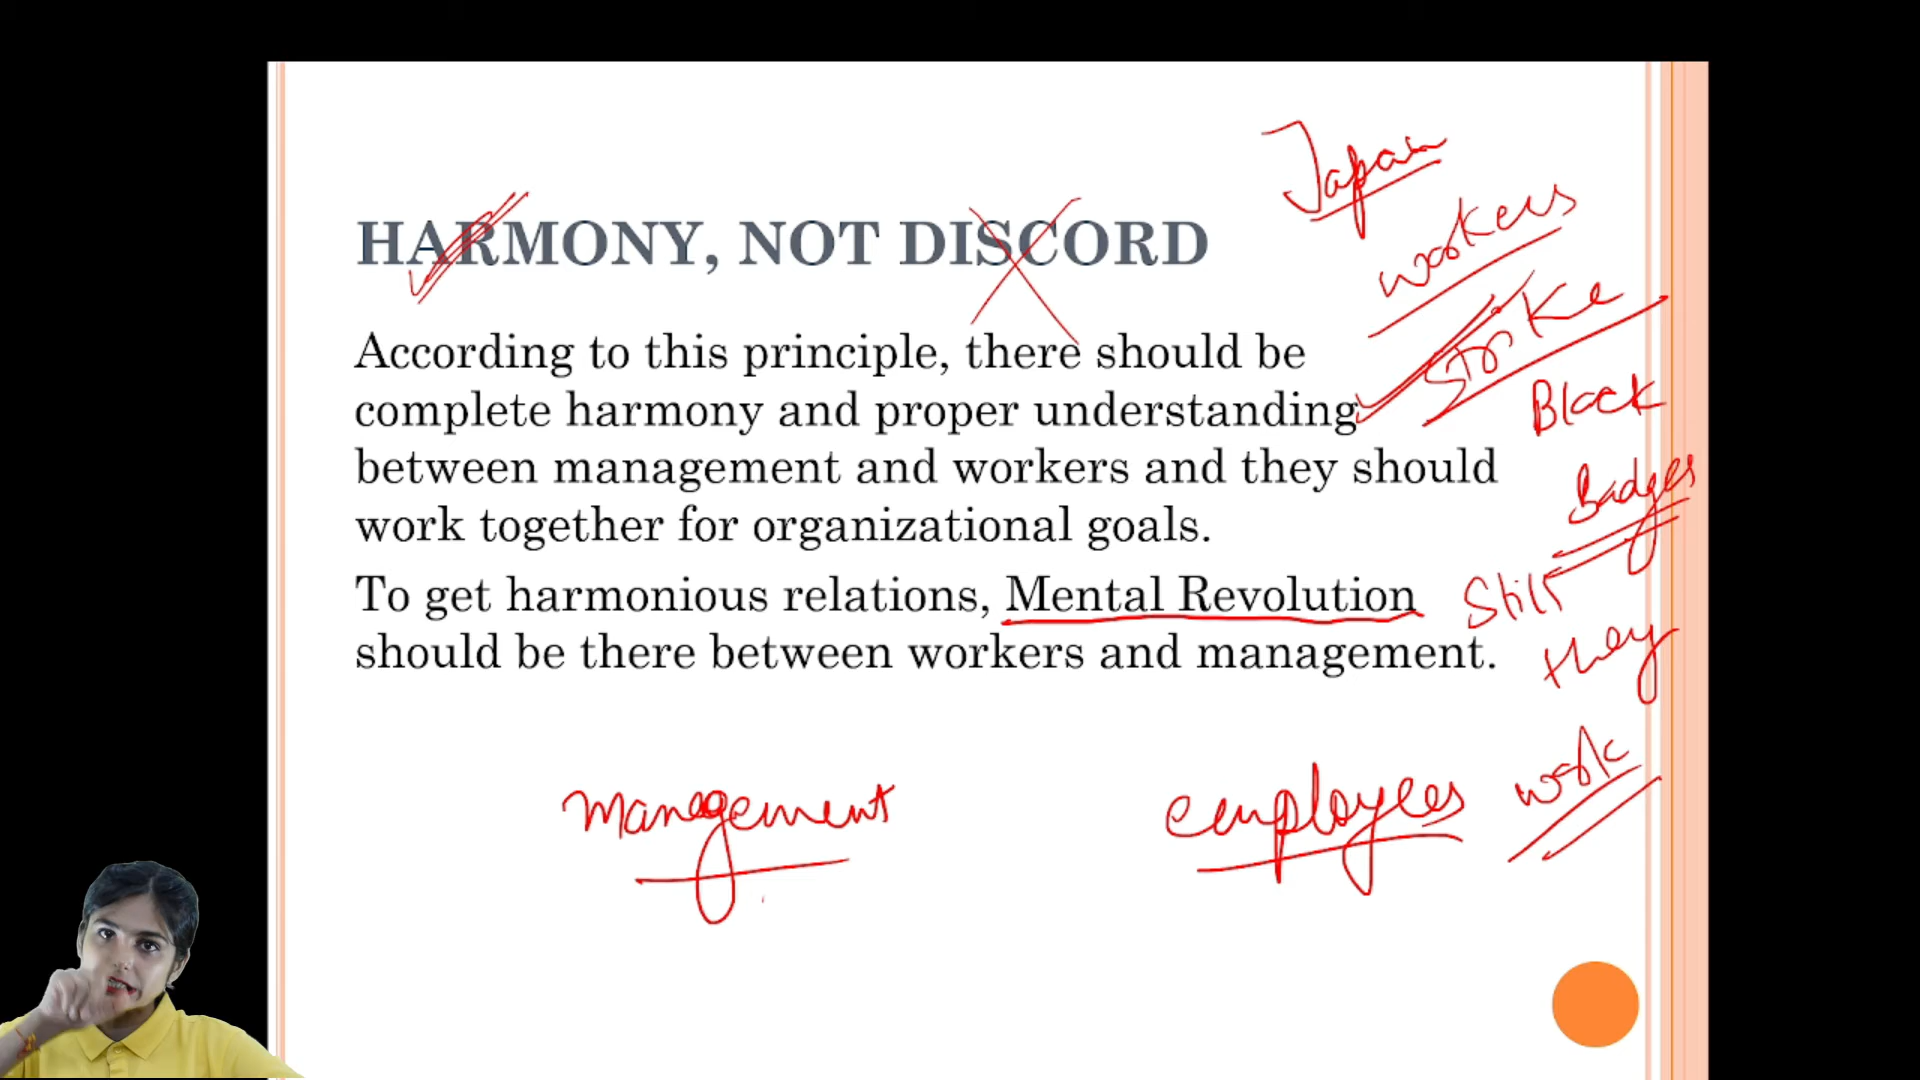 HARMONY, NOT DISCORD
According to this principle, there should be
complete harmony and proper understanding
between management and workers and they should
work together for organizational goals.
To get harmonious relations, Mental Revolution
should be there between workers and management.
Japan
workers
Strike
Black
Badges
Still
they
work
management
employees